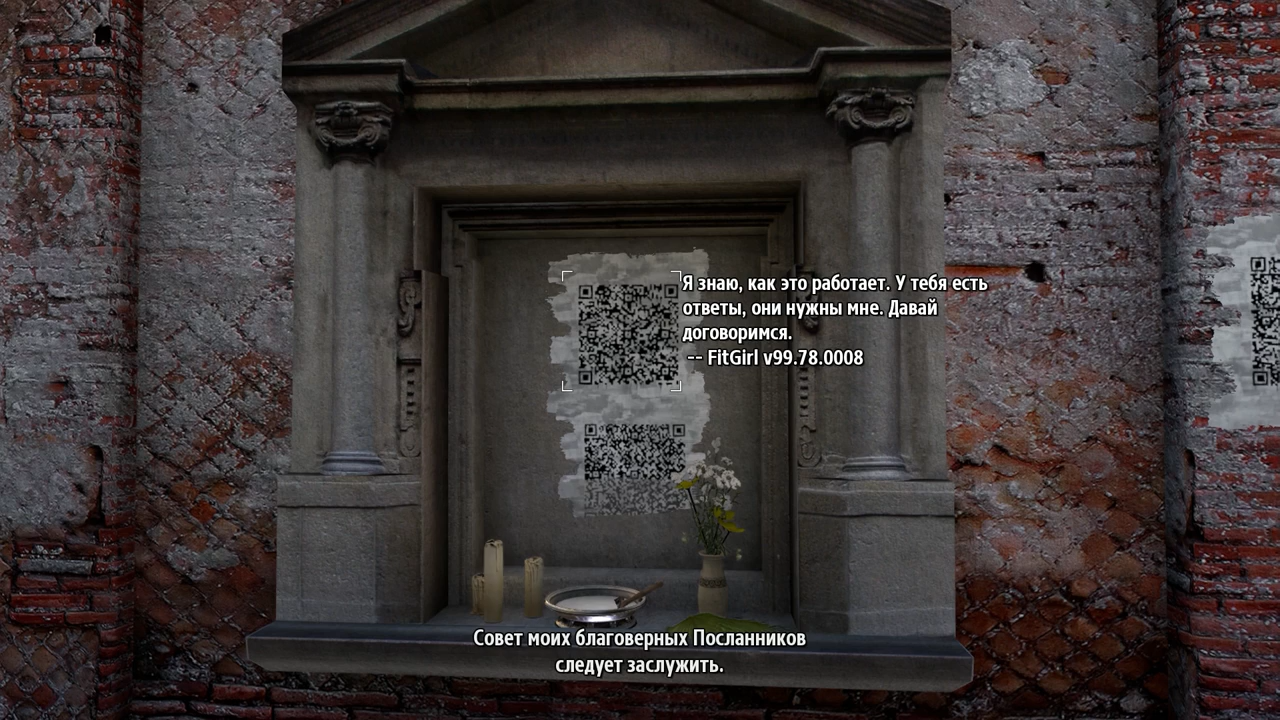 Я знаю, как это работает. У тебя есть
ответы, они нужны мне. Давай
договоримся.
-- FitGirl v99.78.0008
Совет моих благоверных Посланников
следует заслужить.